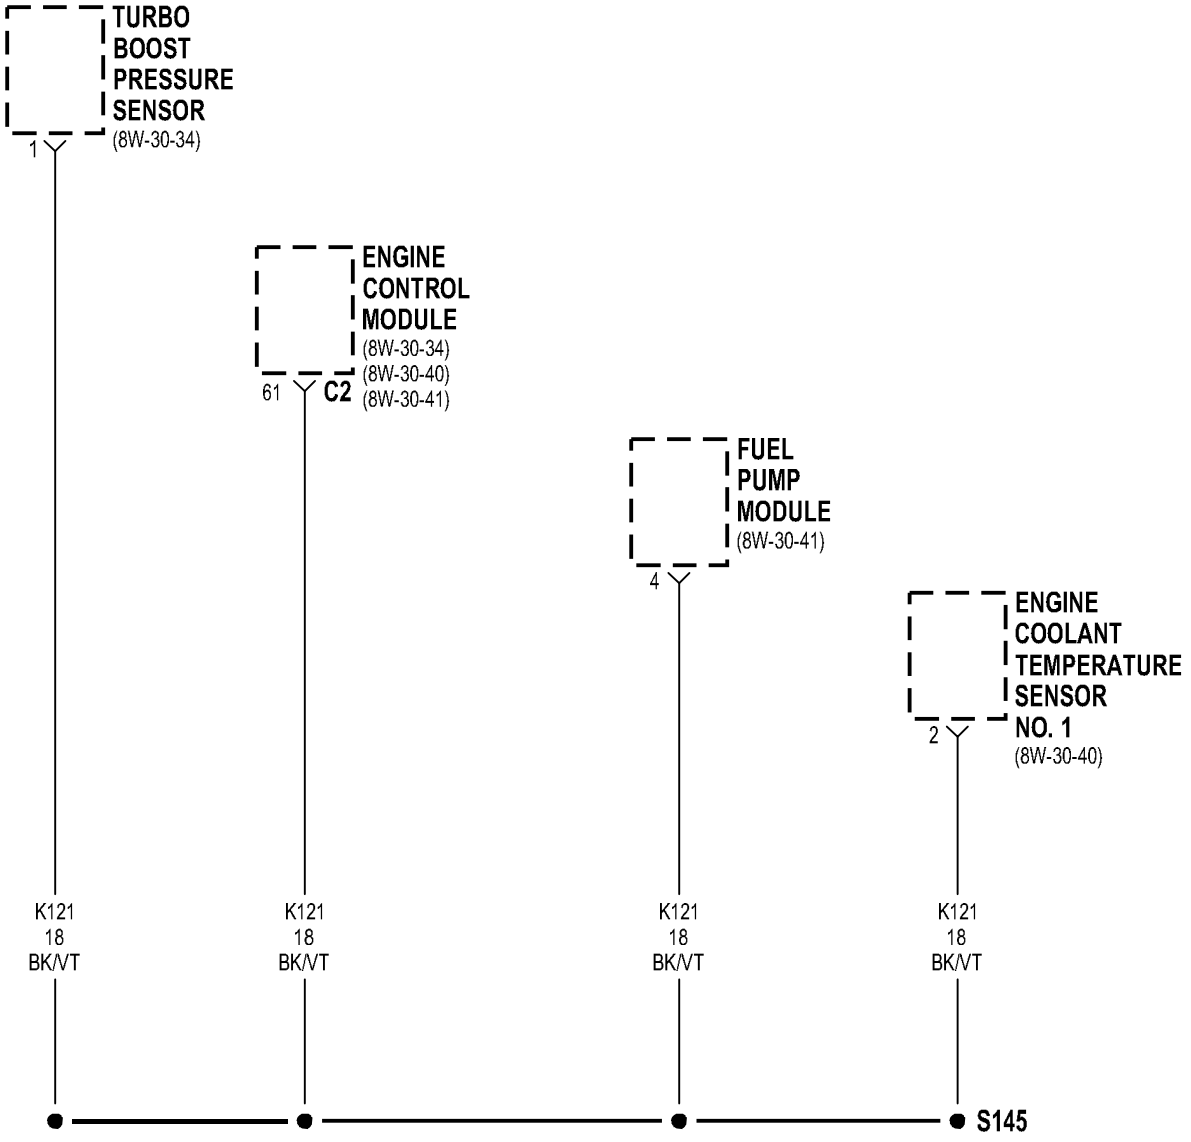 TURBO
BOOST
PRESSURE
SENSOR
(8W-30-34)
1
ENGINE
CONTROL
MODULE
(8W-30-34)
(8W-30-40)
(8W-30-41)
61
C2
FUEL
PUMP
MODULE
(8W-30-41)
4
ENGINE
COOLANT
TEMPERATURE
SENSOR
NO. 1
(8W-30-40)
2
K121
18
BK/VT
K121
18
BK/VT
K121
18
BK/VT
K121
18
BK/VT
S145